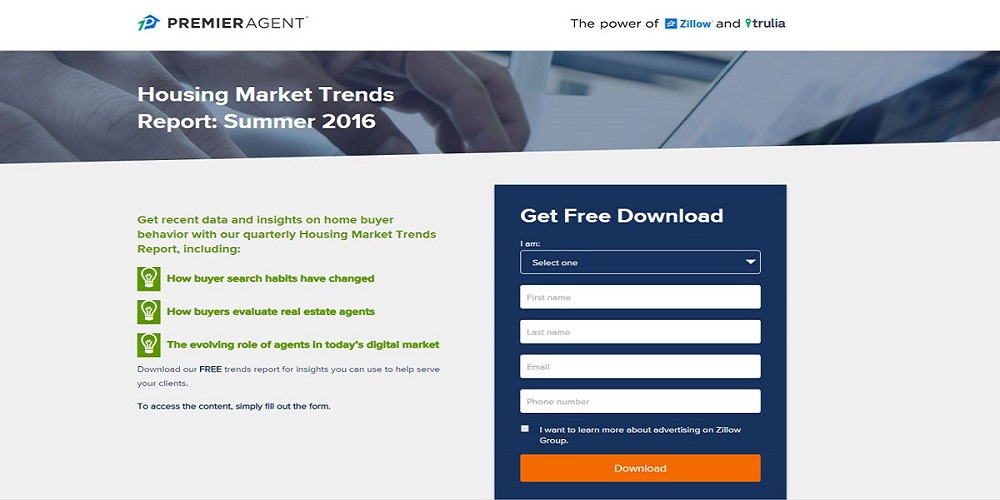 PREMIERAGENT
The power of Zillow and trulia
Housing Market Trends
Report: Summer 2016
Get recent data and insights on home buyer
behavior with our quarterly Housing Market Trends
Report, including:
How buyer search habits have changed
How buyers evaluate real estate agents
The evolving role of agents in today's digital market
Download our FREE trends report for insights you can use to help serve
your clients.
To access the content, simply fill out the form.
Get Free Download
I am:
Select one
First name
Last name
Email
Phone number
I want to learn more about advertising on Zillow
Group.
Download